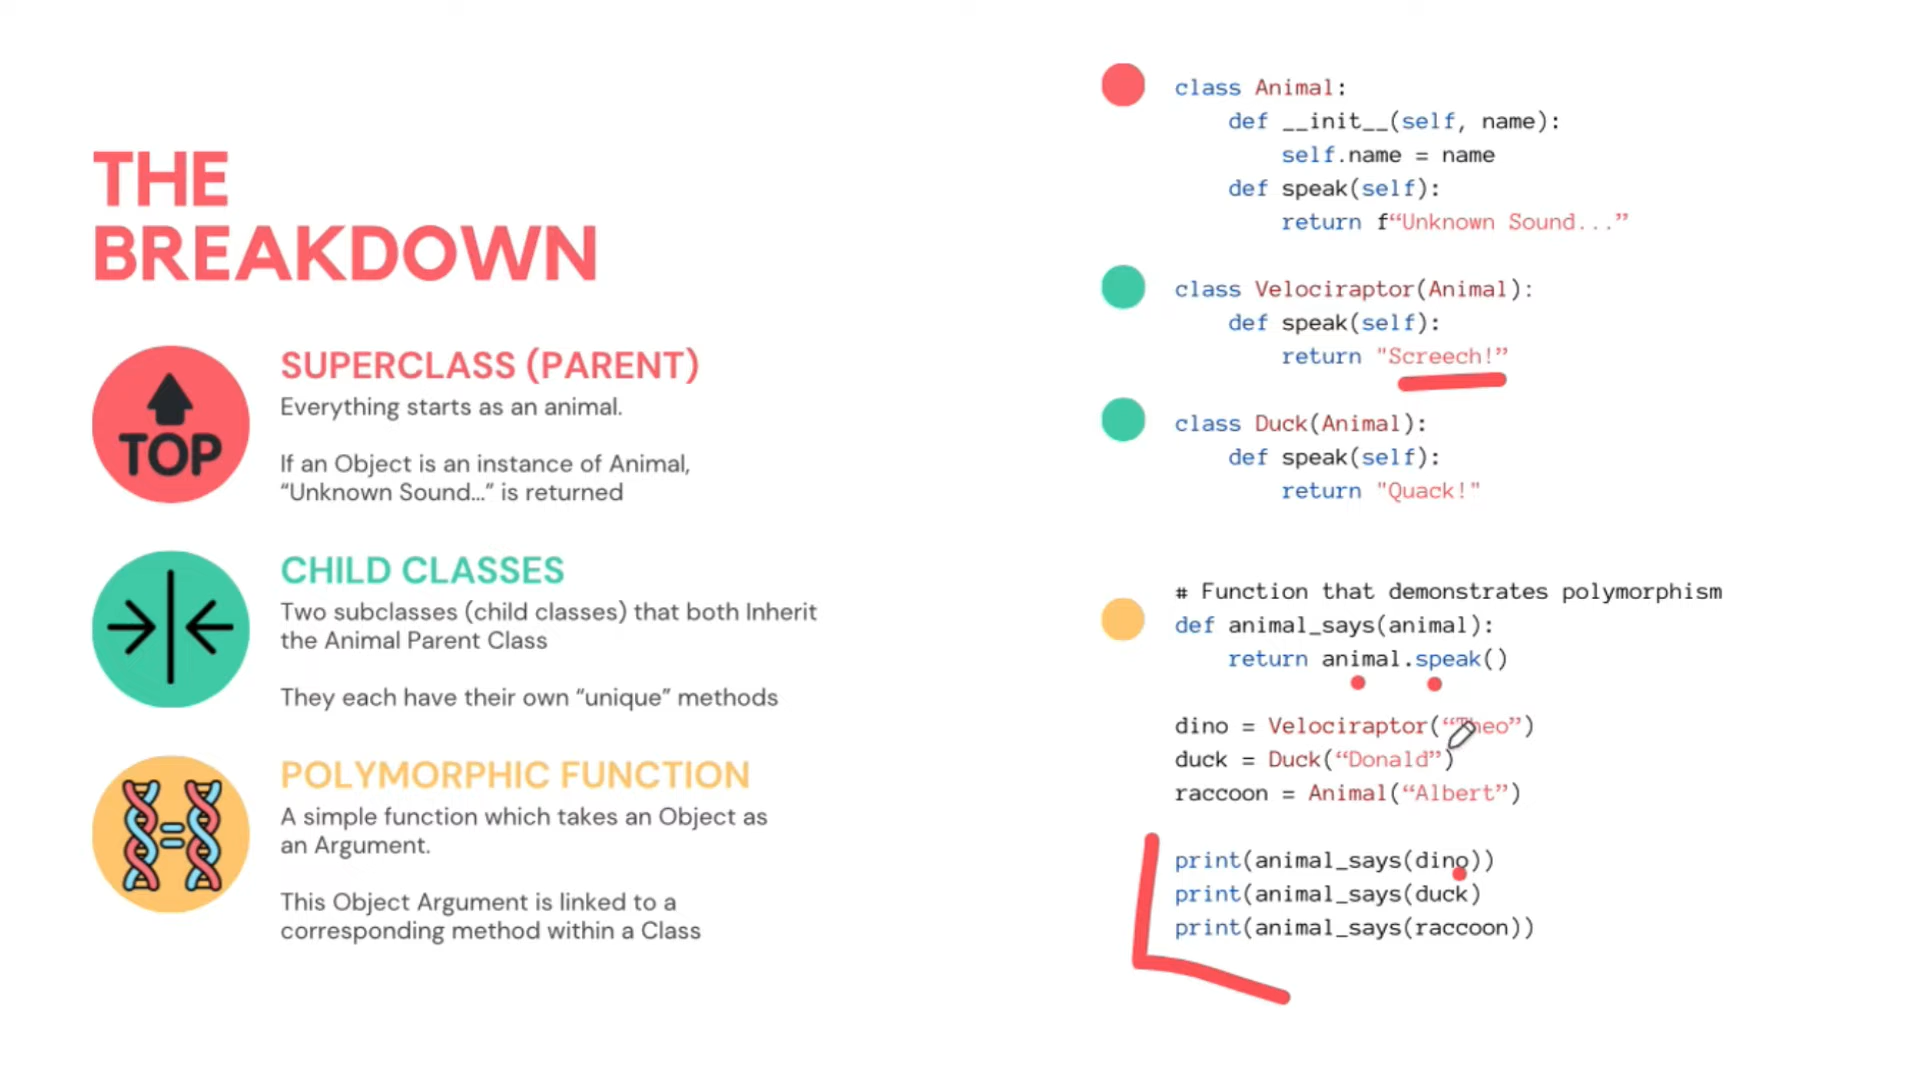 THE
BREAKDOWN
TOP
SUPERCLASS (PARENT)
Everything starts as an animal.
If an Object is an instance of Animal,
“Unknown Sound...” is returned
CHILD CLASSES
Two subclasses (child classes) that both Inherit
the Animal Parent Class
They each have their own “unique” methods
POLYMORPHIC FUNCTION
A simple function which takes an Object as
an Argument.
This Object Argument is linked to a
corresponding method within a Class
class Animal:
    def __init__(self, name):
        self.name = name
    def speak(self):
        return f“Unknown Sound...”
class Velociraptor(Animal):
    def speak(self):
        return "Screech!”
class Duck(Animal):
    def speak(self):
        return "Quack!"
# Function that demonstrates polymorphism
def animal_says(animal):
    return animal.speak()
dino = Velociraptor(“Theo”)
duck = Duck(“Donald”)
raccoon = Animal(“Albert”)
print(animal_says(dino))
print(animal_says(duck)
print(animal_says(raccoon))